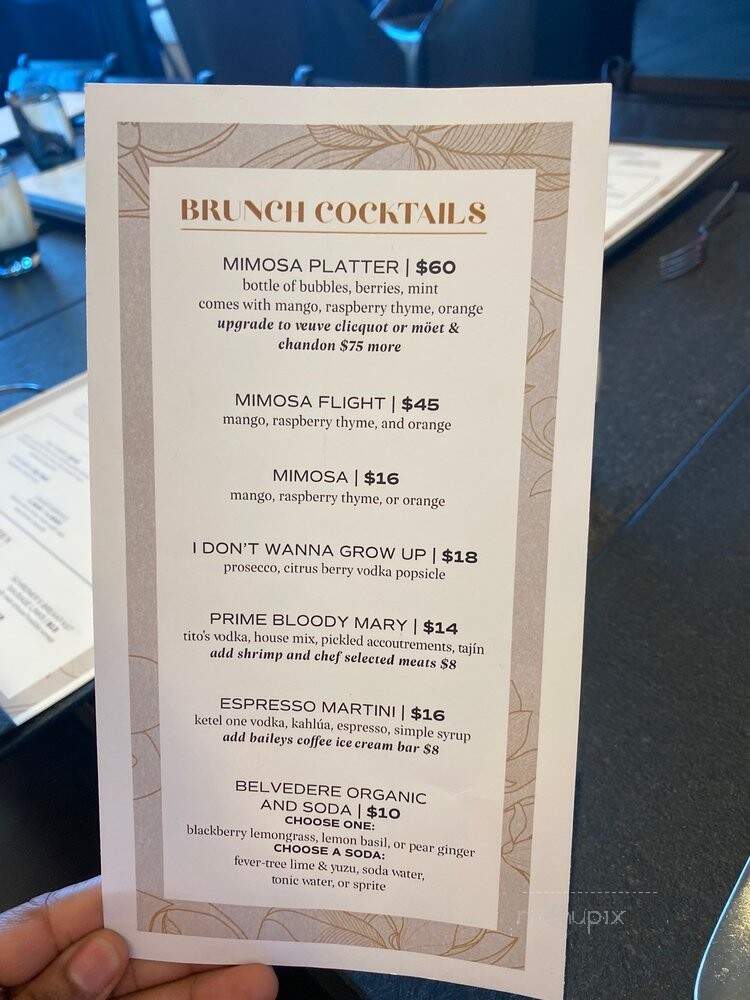 BRUNCH COCKTAILS
MIMOSA PLATTER | $60
bottle of bubbles, berries, mint
comes with mango, raspberry thyme, orange
upgrade to veuve clicquot or möet &
chandon $75 more
MIMOSA FLIGHT | $45
mango, raspberry thyme, and orange
MIMOSA | $16
mango, raspberry thyme, or orange
I DON'T WANNA GROW UP | $18
prosecco, citrus berry vodka popsicle
PRIME BLOODY MARY | $14
tito's vodka, house mix, pickled accoutrements, tajín
add shrimp and chef selected meats $8
ESPRESSO MARTINI | $16
ketel one vodka, kahlúa, espresso, simple syrup
add baileys coffee ice cream bar $8
BELVEDERE ORGANIC
AND SODA | $10
CHOOSE ONE:
blackberry lemongrass, lemon basil, or pear ginger
CHOOSE A SODA:
fever-tree lime & yuzu, soda water,
tonic water, or sprite
menupix